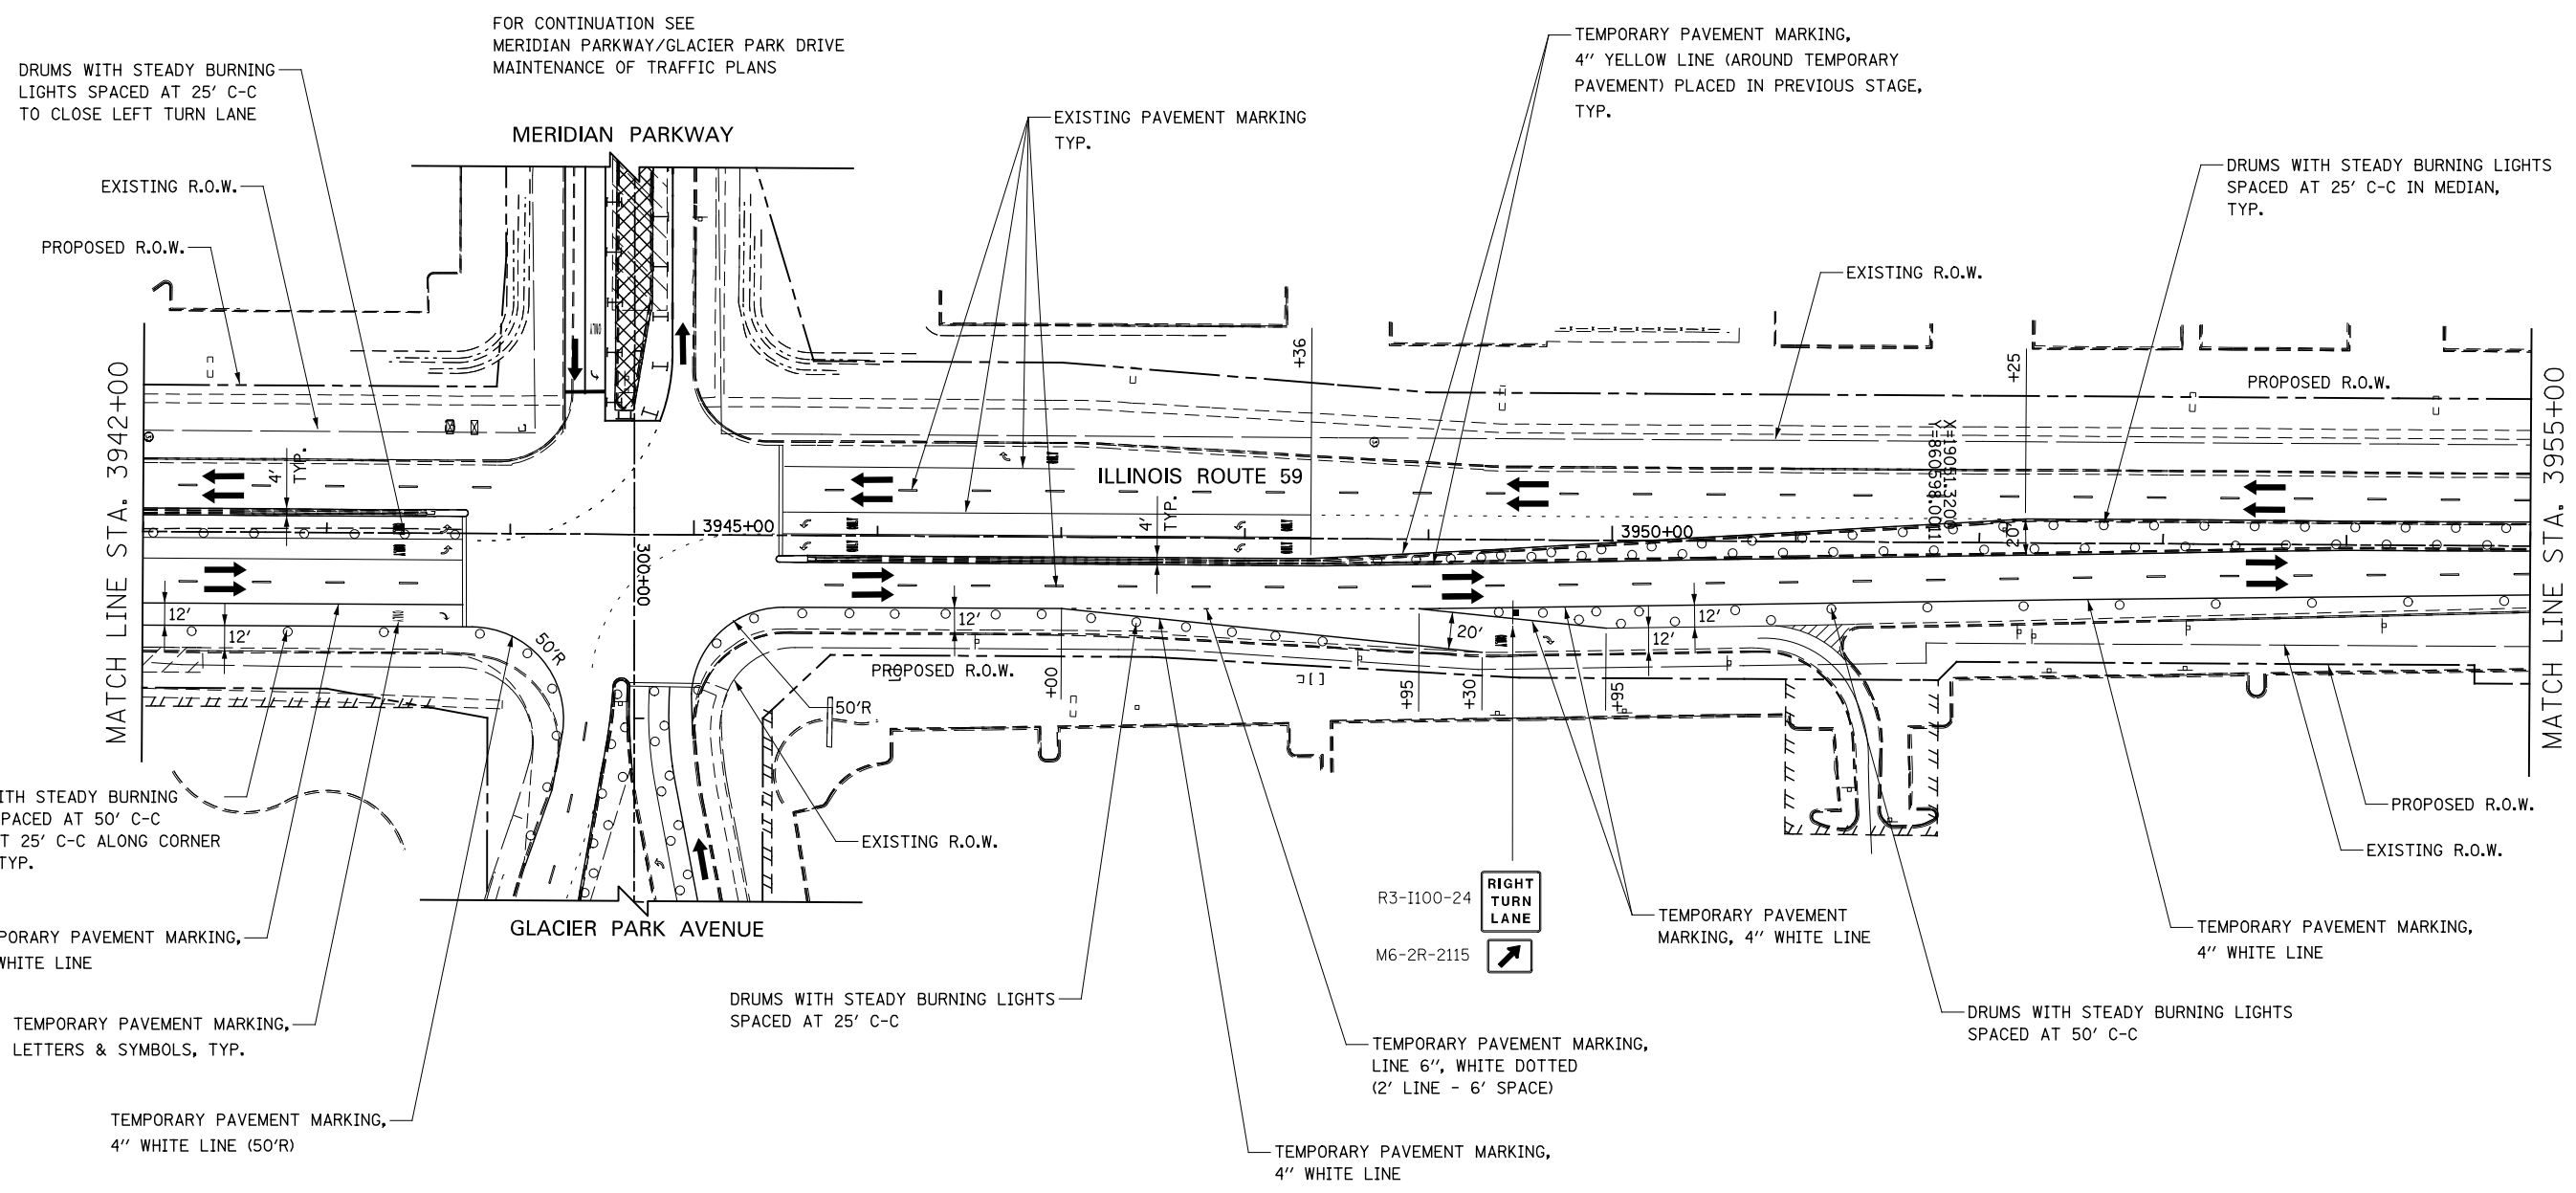 FOR CONTINUATION SEE
MERIDIAN PARKWAY/GLACIER PARK DRIVE
MAINTENANCE OF TRAFFIC PLANS
DRUMS WITH STEADY BURNING
LIGHTS SPACED AT 25' C-C
TO CLOSE LEFT TURN LANE
TEMPORARY PAVEMENT MARKING,
4" YELLOW LINE (AROUND TEMPORARY
PAVEMENT) PLACED IN PREVIOUS STAGE,
TYP.
EXISTING PAVEMENT MARKING
TYP.
MERIDIAN PARKWAY
DRUMS WITH STEADY BURNING LIGHTS
SPACED AT 25' C-C IN MEDIAN,
TYP.
EXISTING R.O.W.
PROPOSED R.O.W.
EXISTING R.O.W.
ONLY
+36
+25
PROPOSED R.O.W.
MATCH LINE STA. 3942+00
MATCH LINE STA. 3955+00
4'
TYP.
ILLINOIS ROUTE 59
4'
TYP.
3945+00
300+00
3950+00
20'
12'
12'
50'R
12'
20'
12'
12'
PROPOSED R.O.W.
50'R
+00
+95
+30
+95
ITH STEADY BURNING
PACED AT 50' C-C
T 25' C-C ALONG CORNER
TYP.
PROPOSED R.O.W.
EXISTING R.O.W.
EXISTING R.O.W.
R3-I100-24
RIGHT
TURN
LANE
M6-2R-2115
TEMPORARY PAVEMENT
MARKING, 4" WHITE LINE
TEMPORARY PAVEMENT MARKING,
4" WHITE LINE
GLACIER PARK AVENUE
PORARY PAVEMENT MARKING,
WHITE LINE
DRUMS WITH STEADY BURNING LIGHTS
SPACED AT 25' C-C
DRUMS WITH STEADY BURNING LIGHTS
SPACED AT 50' C-C
TEMPORARY PAVEMENT MARKING,
LETTERS & SYMBOLS, TYP.
TEMPORARY PAVEMENT MARKING,
LINE 6", WHITE DOTTED
(2' LINE - 6' SPACE)
TEMPORARY PAVEMENT MARKING,
4" WHITE LINE (50'R)
TEMPORARY PAVEMENT MARKING,
4" WHITE LINE